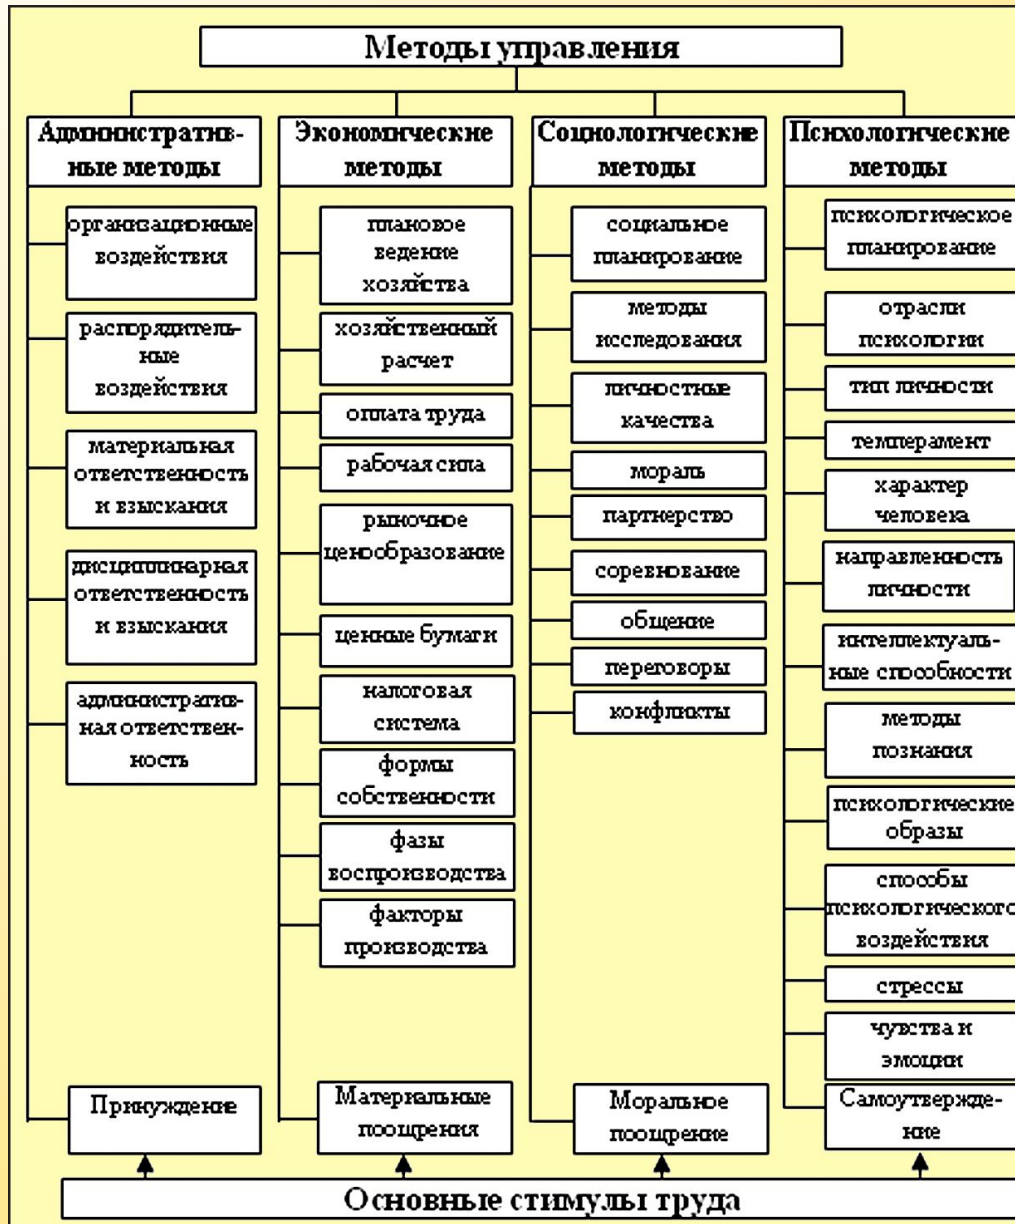 Методы управления
Административ-
ные методы
организационные
воздействия
распорядитель-
ные
воздействия
материальная
ответственность
и взыскания
дисциплинарная
ответственность
и взыскания
административ-
ная ответствен-
ность
Принуждение
Экономические
методы
плановое
ведение
хозяйства
хозяйственный
расчет
оплата труда
рабочая сила
рыночное
ценообразование
ценные бумаги
налоговая
система
формы
собственности
фазы
воспроизводства
факторы
производства
Материальные
поощрения
Социологические
методы
социальное
планирование
методы
исследования
личностные
качества
мораль
партнерство
соревнование
общение
переговоры
конфликты
Моральное
поощрение
Психологические
методы
психологическое
планирование
отрасли
психологии
тип личности
темперамент
характер
человека
направленность
личности
интеллектуаль-
ные способности
методы
познания
психологические
образы
способы
психологического
воздействия
стрессы
чувства и
эмоции
Самоутвержде-
ние
Основные стимулы труда